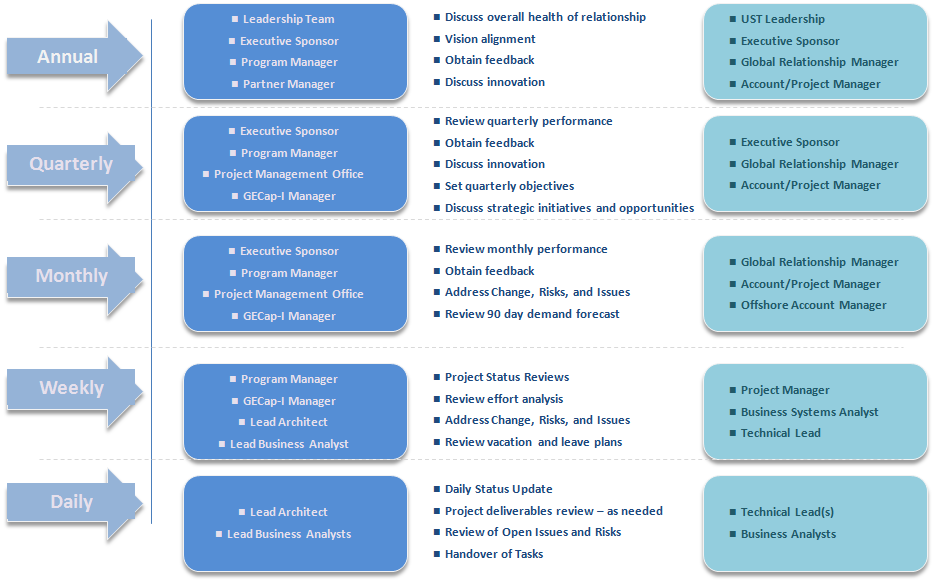 Annual
■ Leadership Team
■ Executive Sponsor
■ Program Manager
■ Partner Manager
■ Discuss overall health of relationship
■ Vision alignment
■ Obtain feedback
■ Discuss innovation
■ UST Leadership
■ Executive Sponsor
■ Global Relationship Manager
■ Account/Project Manager
Quarterly
■ Executive Sponsor
■ Program Manager
■ Project Management Office
■ GECap-I Manager
■ Review quarterly performance
■ Obtain feedback
■ Discuss innovation
■ Set quarterly objectives
■ Discuss strategic initiatives and opportunities
■ Executive Sponsor
■ Global Relationship Manager
■ Account/Project Manager
Monthly
■ Executive Sponsor
■ Program Manager
■ Project Management Office
■ GECap-I Manager
■ Review monthly performance
■ Obtain feedback
■ Address Change, Risks, and Issues
■ Review 90 day demand forecast
■ Global Relationship Manager
■ Account/Project Manager
■ Offshore Account Manager
Weekly
■ Program Manager
■ GECap-I Manager
■ Lead Architect
■ Lead Business Analyst
■ Project Status Reviews
■ Review effort analysis
■ Address Change, Risks, and Issues
■ Review vacation and leave plans
■ Project Manager
■ Business Systems Analyst
■ Technical Lead
Daily
■ Lead Architect
■ Lead Business Analysts
■ Daily Status Update
■ Project deliverables review – as needed
■ Review of Open Issues and Risks
■ Handover of Tasks
■ Technical Lead(s)
■ Business Analysts